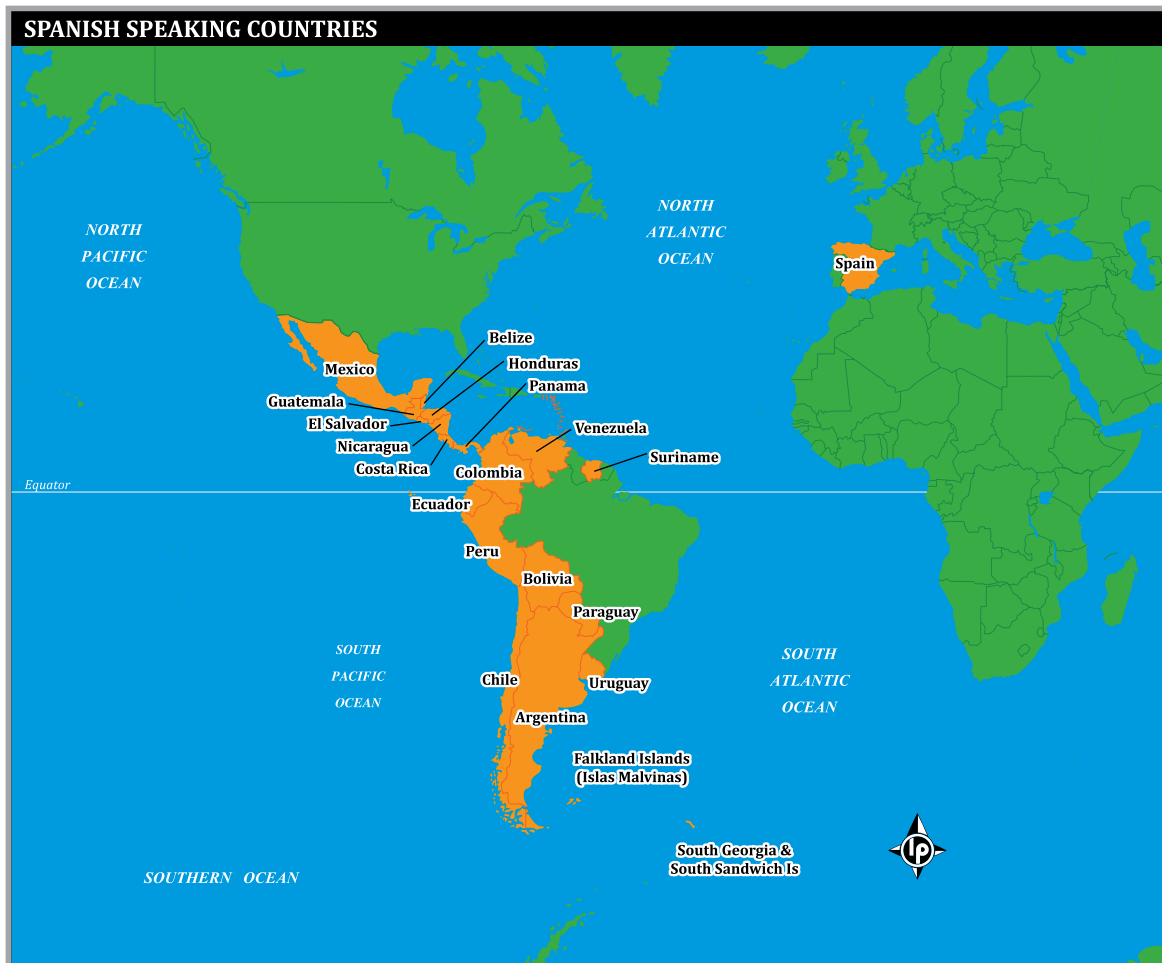 SPANISH SPEAKING COUNTRIES
NORTH
PACIFIC
OCEAN
NORTH
ATLANTIC
OCEAN
Spain
Belize
Honduras
Mexico
Panama
Guatemala
El Salvador
Venezuela
Nicaragua
Suriname
Costa Rica
Colombia
Equator
Ecuador
Peru
Bolivia
Paraguay
SOUTH
PACIFIC
OCEAN
SOUTH
ATLANTIC
OCEAN
Chile
Uruguay
Argentina
Falkland Islands
(Islas Malvinas)
South Georgia &
South Sandwich Is
lp
SOUTHERN OCEAN